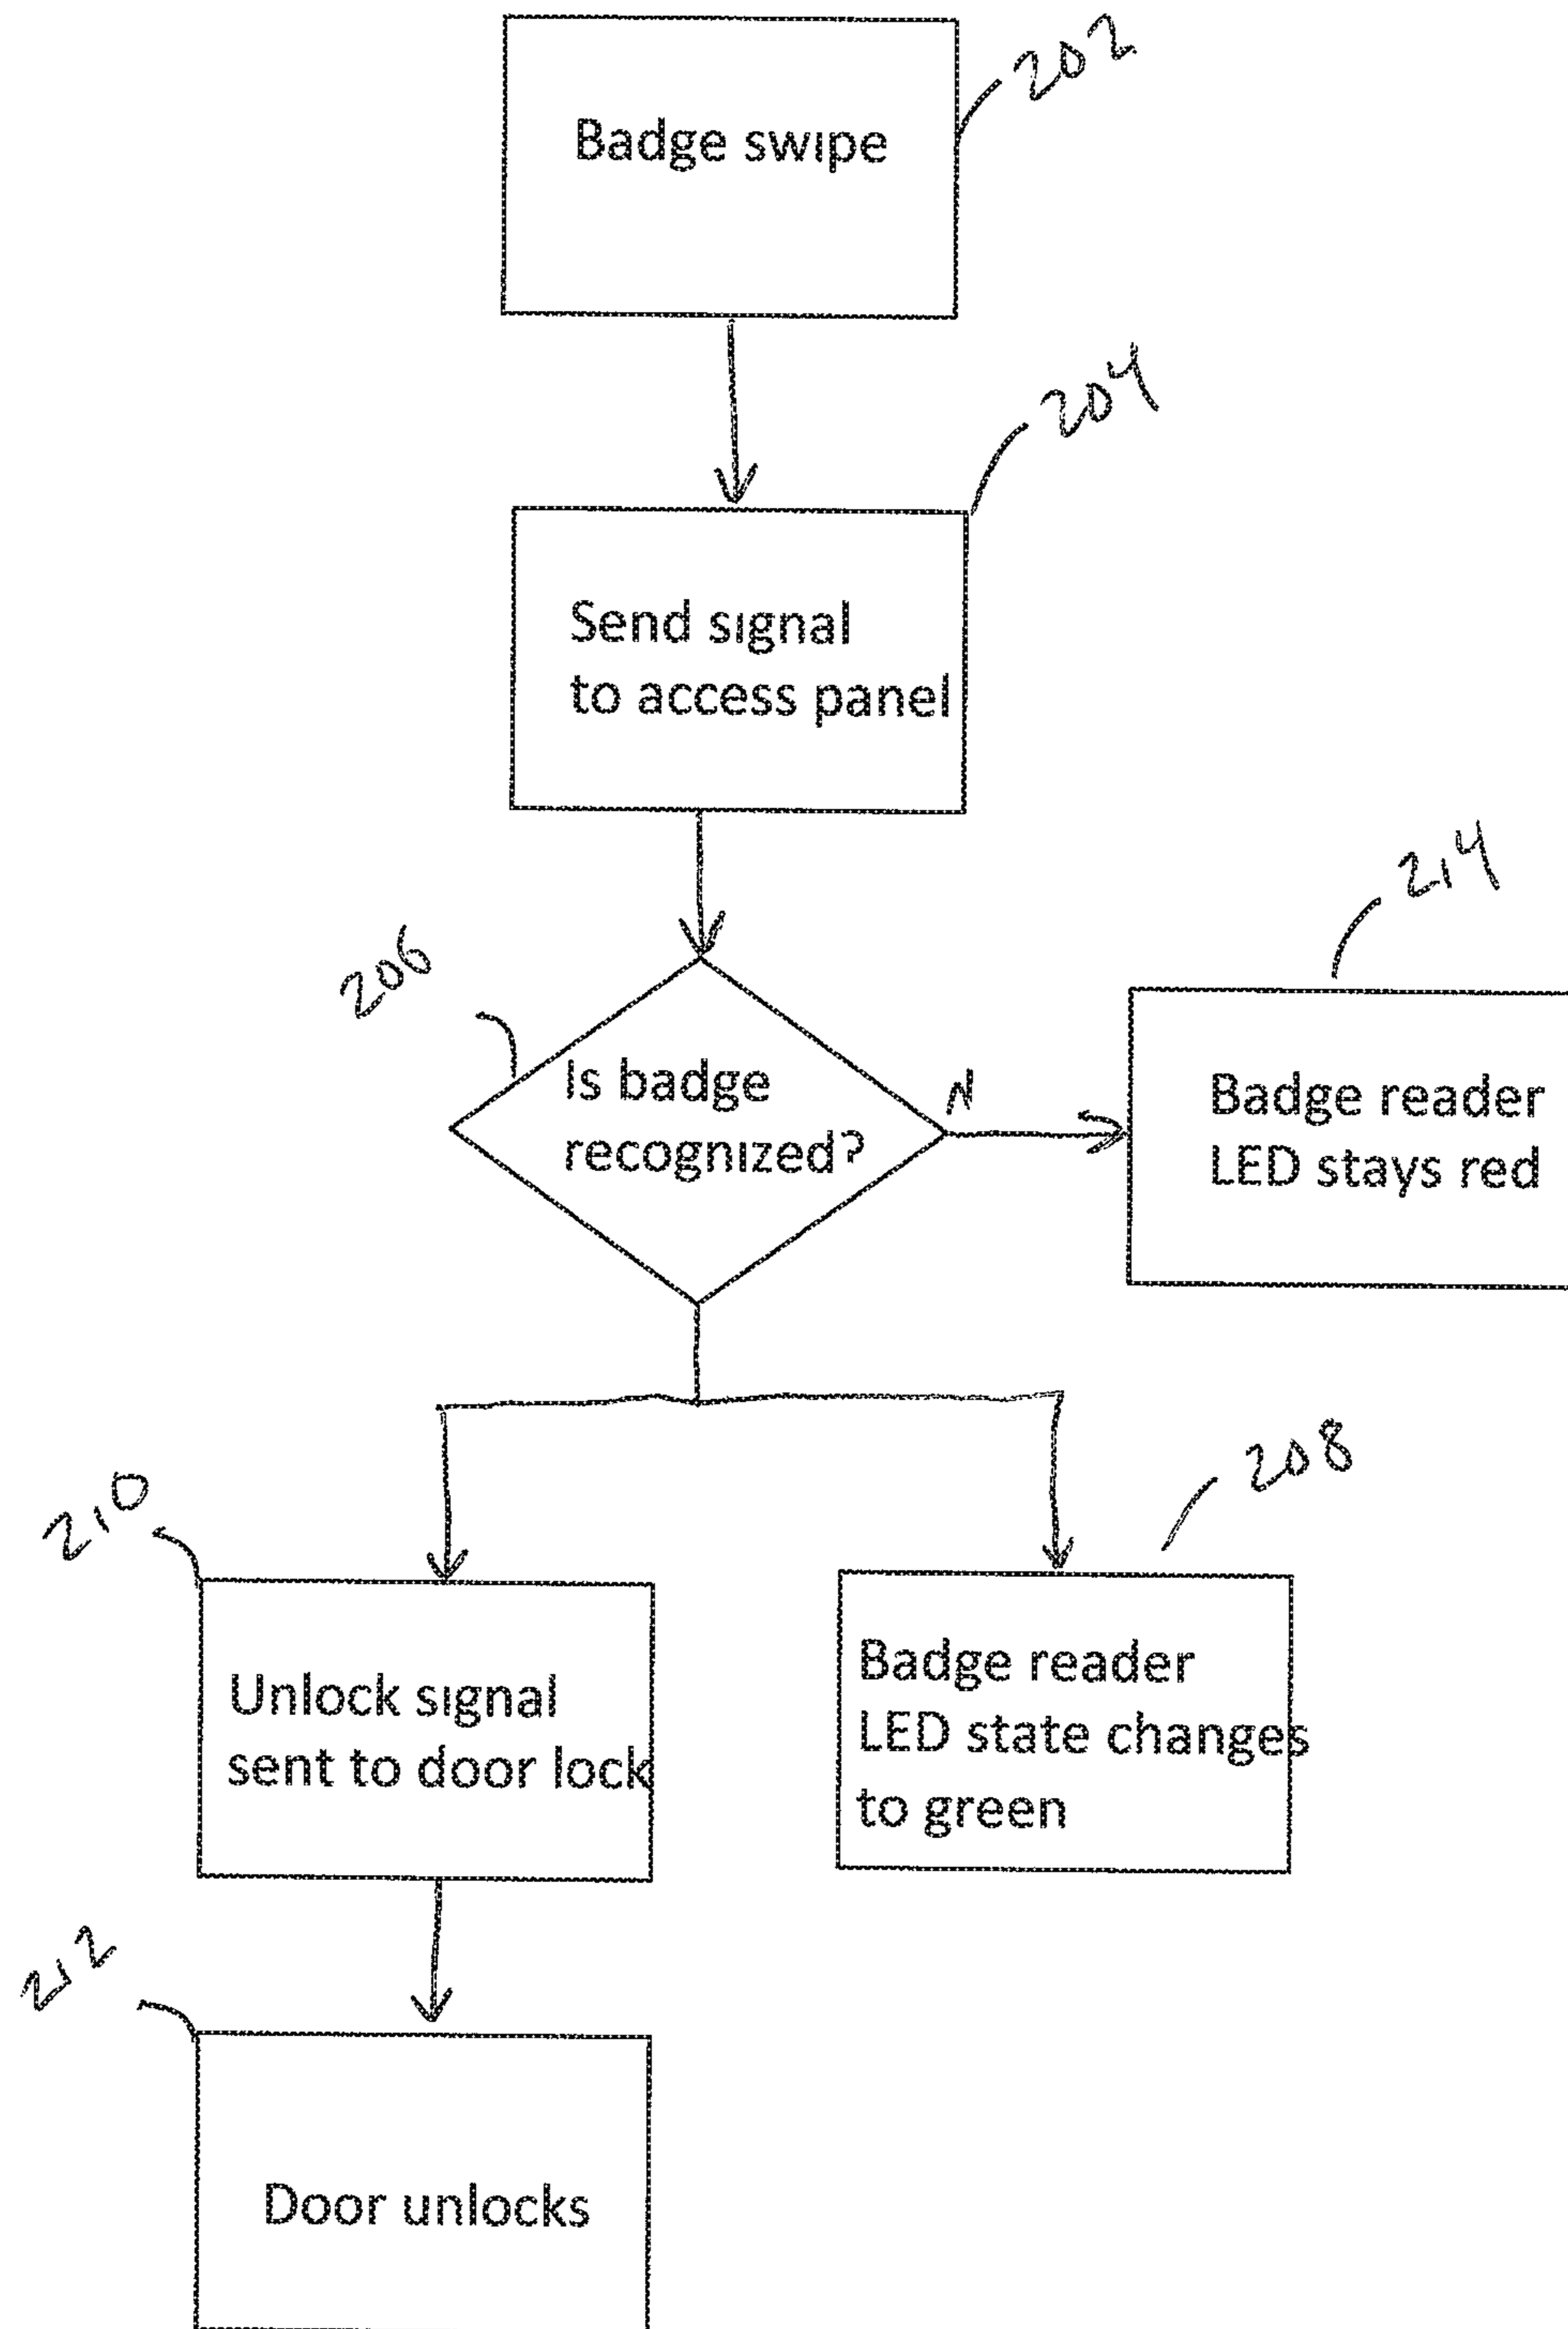 Badge swipe
202
Send signal
to access panel
204
206
Is badge
recognized?
N
214
Badge reader
LED stays red
210
Unlock signal
sent to door lock
208
Badge reader
LED state changes
to green
212
Door unlocks